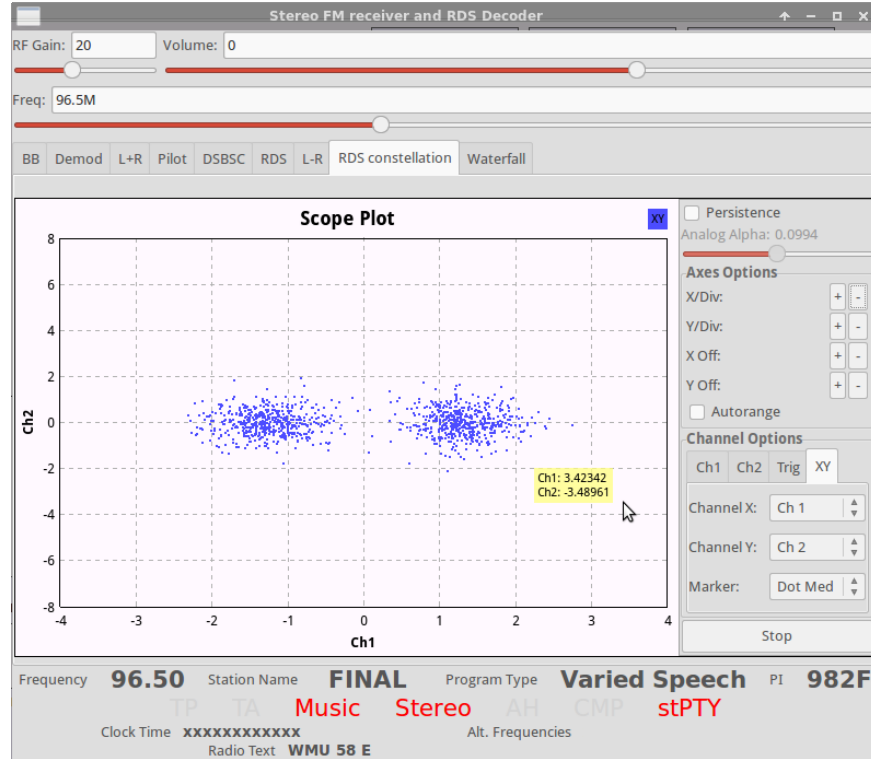 Stereo FM receiver and RDS Decoder
RF Gain: 20 Volume: 0
Freq: 96.5M
BB Demod L+R Pilot DSBSC RDS L-R RDS constellation Waterfall
Scope Plot
XY
8
6
4
2
0
-2
-4
-6
-8
Ch2
-4 -3 -2 -1 0 1 2 3 4
Ch1
Ch1: 3.42342
Ch2: -3.48961
Persistence
Analog Alpha: 0.0994
Axes Options
X/Div: + -
Y/Div: + -
X Off: + -
Y Off: + -
Autorange
Channel Options
Ch1 Ch2 Trig XY
Channel X: Ch 1
Channel Y: Ch 2
Marker: Dot Med
Stop
Frequency 96.50 Station Name FINAL Program Type Varied Speech PI 982F
TP TA Music Stereo AH CMP stPTY
Clock Time xxxxxxxxxxxx Alt. Frequencies
Radio Text WMU 58 E